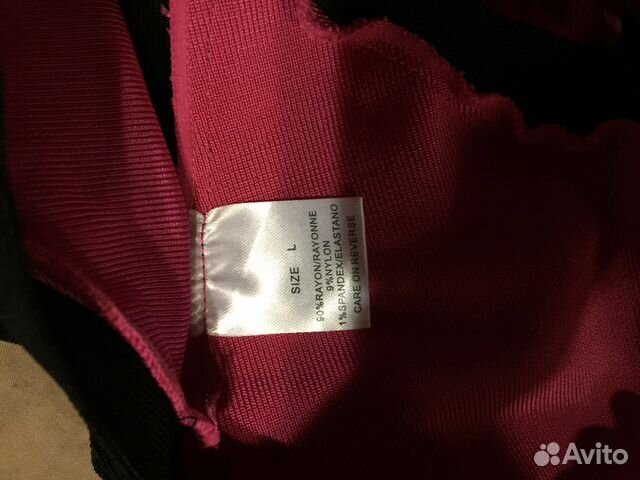 SIZE L
90%RAYON/RAYONNE
9%NYLON
1%SPANDEX/ELASTANO
CARE ON REVERSE
Avito